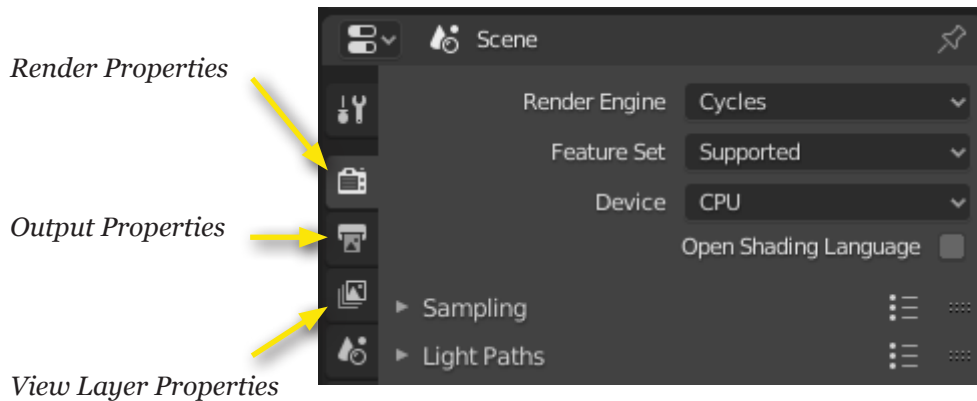 Scene
Render Properties
Render Engine Cycles
Feature Set Supported
Device CPU
Output Properties
Open Shading Language
Sampling
Light Paths
View Layer Properties